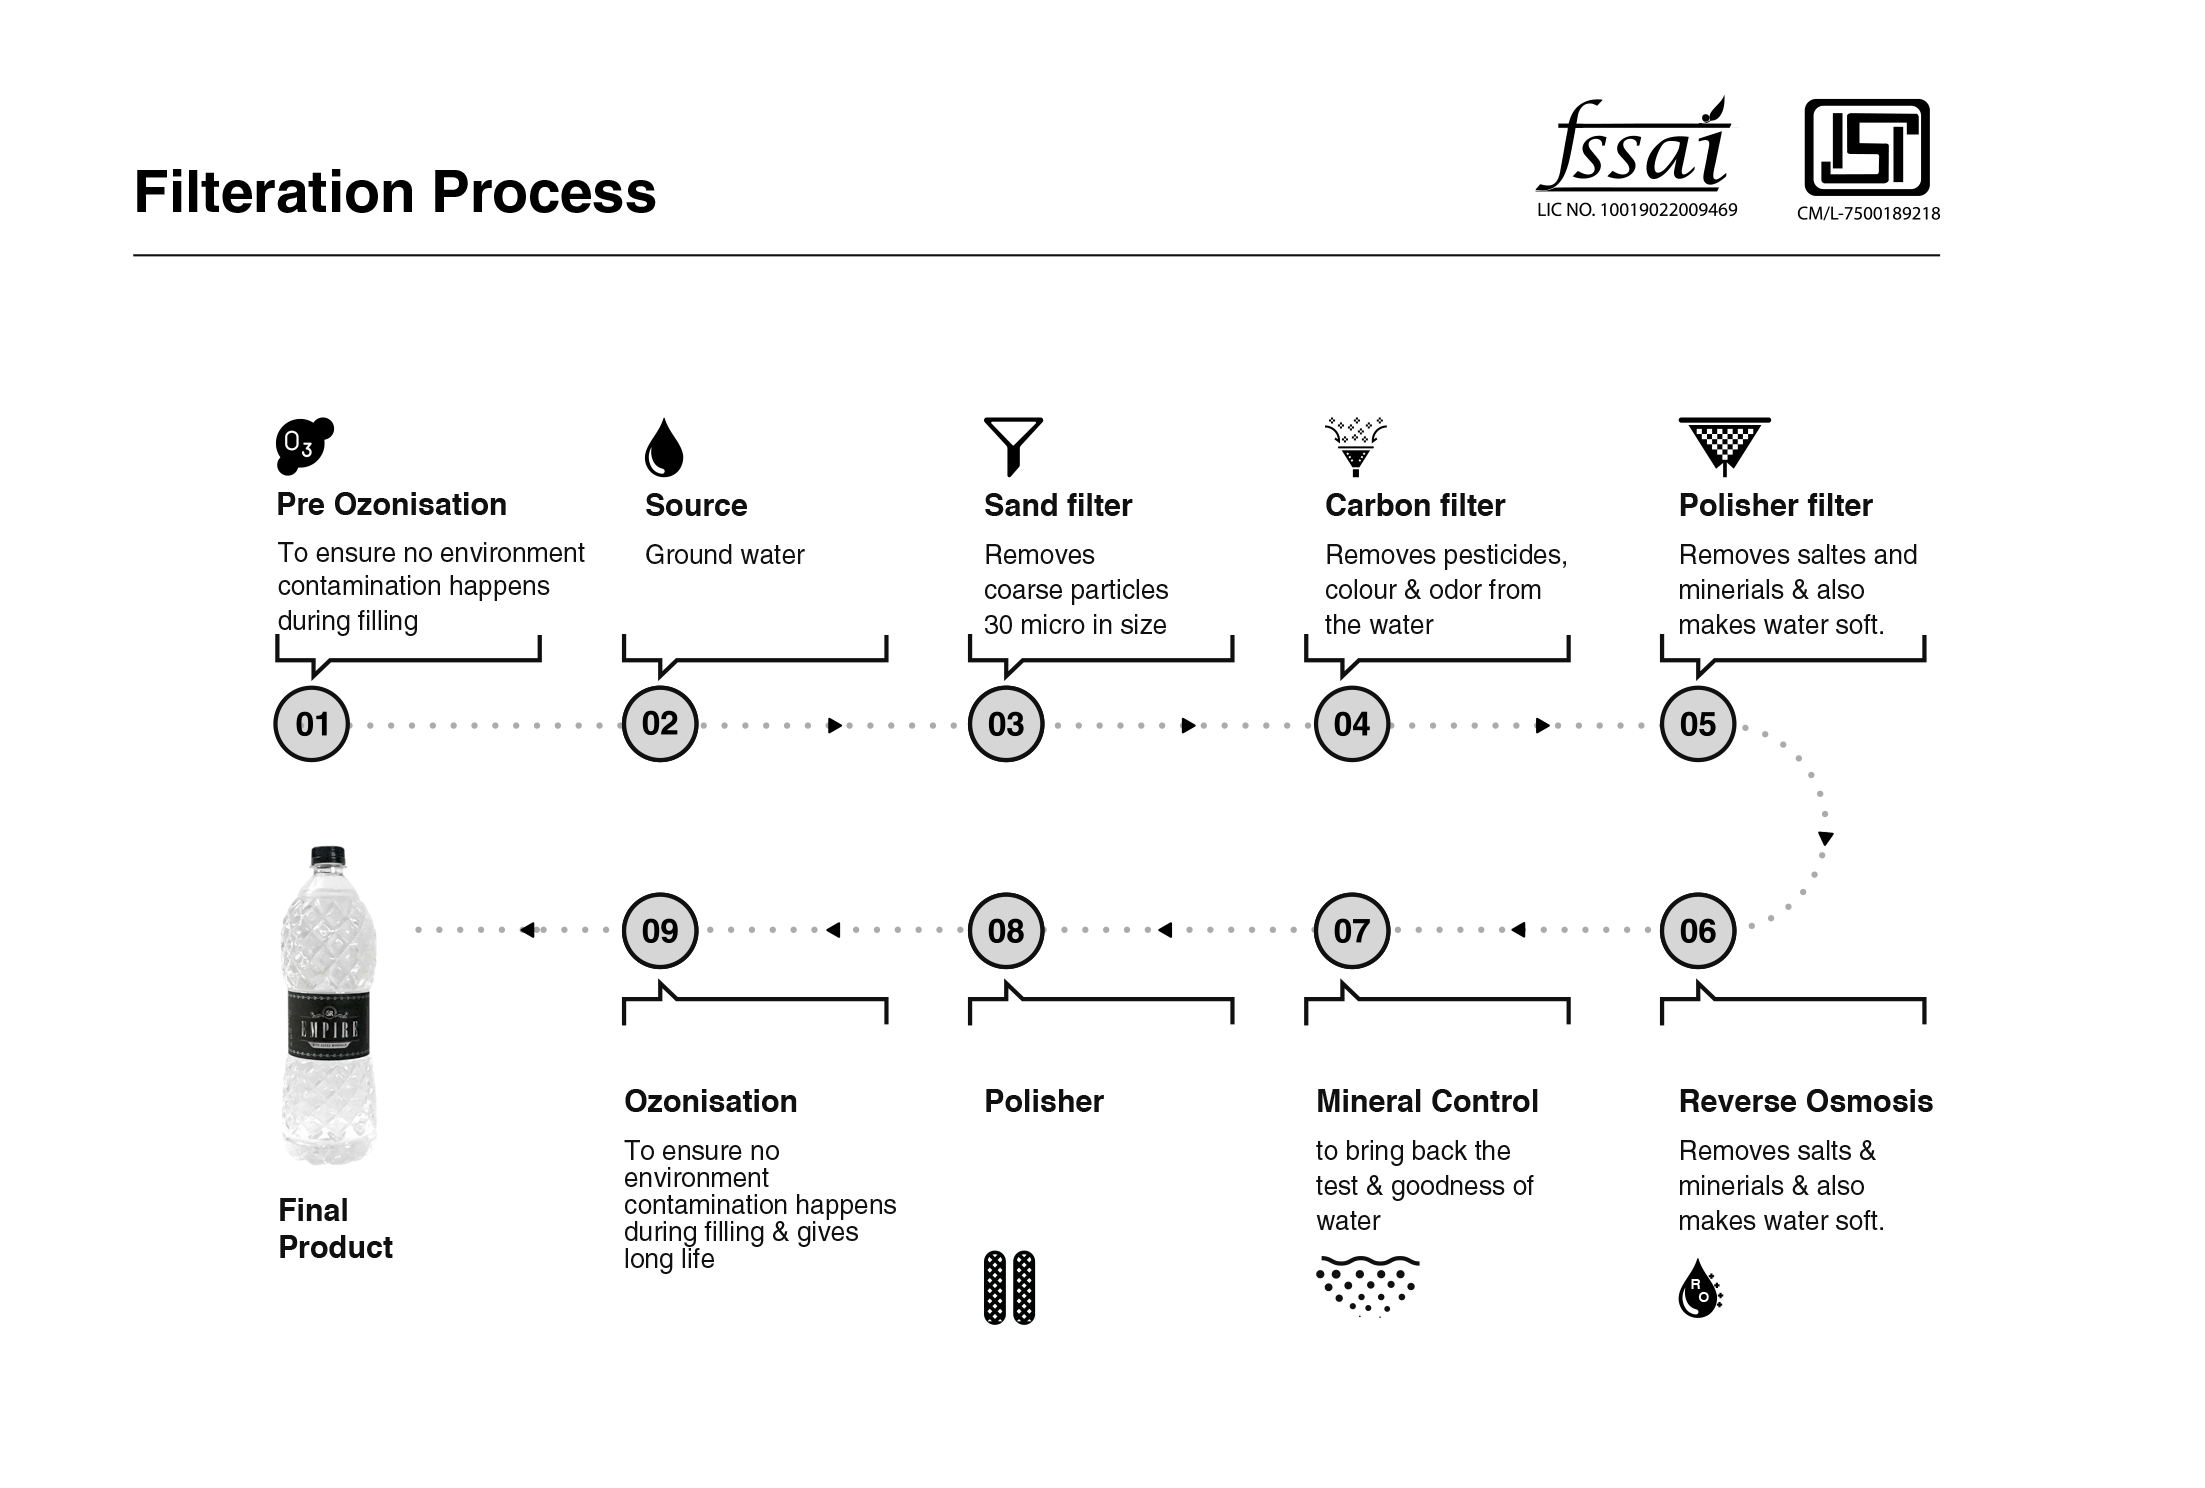 Filteration Process
fssai
LIC NO. 10019022009469
ISI
CM/L-7500189218
O3
Pre Ozonisation
To ensure no environment
contamination happens
during filling
01
Source
Ground water
02
Sand filter
Removes
coarse particles
30 micro in size
03
Carbon filter
Removes pesticides,
colour & odor from
the water
04
Polisher filter
Removes saltes and
minerials & also
makes water soft.
05
06
Reverse Osmosis
Removes salts &
minerials & also
makes water soft.
RO
07
Mineral Control
to bring back the
test & goodness of
water
08
Polisher
09
Ozonisation
To ensure no
environment
contamination happens
during filling & gives
long life
EMPIRE
Final
Product